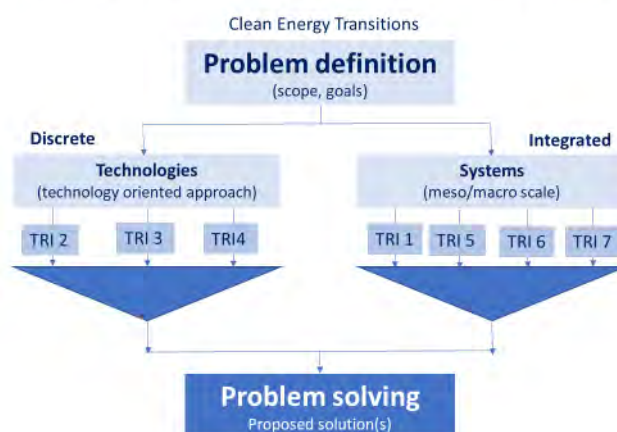 Clean Energy Transitions
Problem definition
(scope, goals)
Discrete
Integrated
Technologies
(technology oriented approach)
Systems
(meso/macro scale)
TRI 2
TRI 3
TRI4
TRI 1
TRI 5
TRI 6
TRI 7
Problem solving
Proposed solution(s)